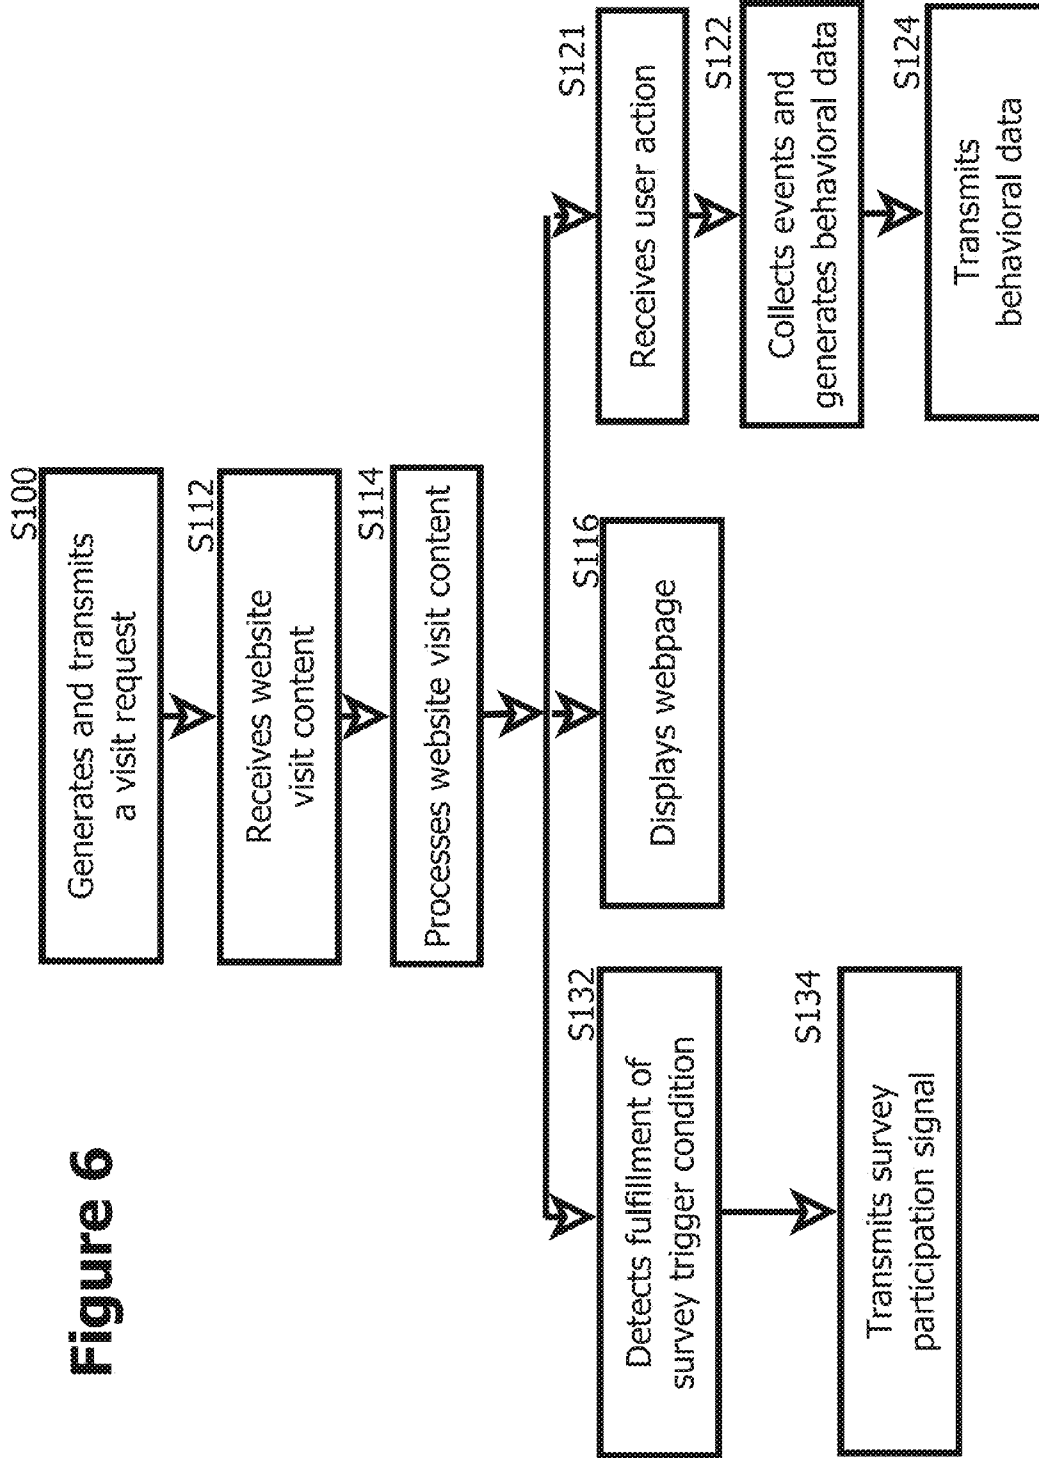 Figure 6
S100
Generates and transmits
a visit request
S112
Receives website
visit content
S114
Processes website visit content
S132
Detects fulfillment of
survey trigger condition
S134
Transmits survey
participation signal
S116
Displays webpage
S121
Receives user action
S122
Collects events and
generates behavioral data
S124
Transmits
behavioral data